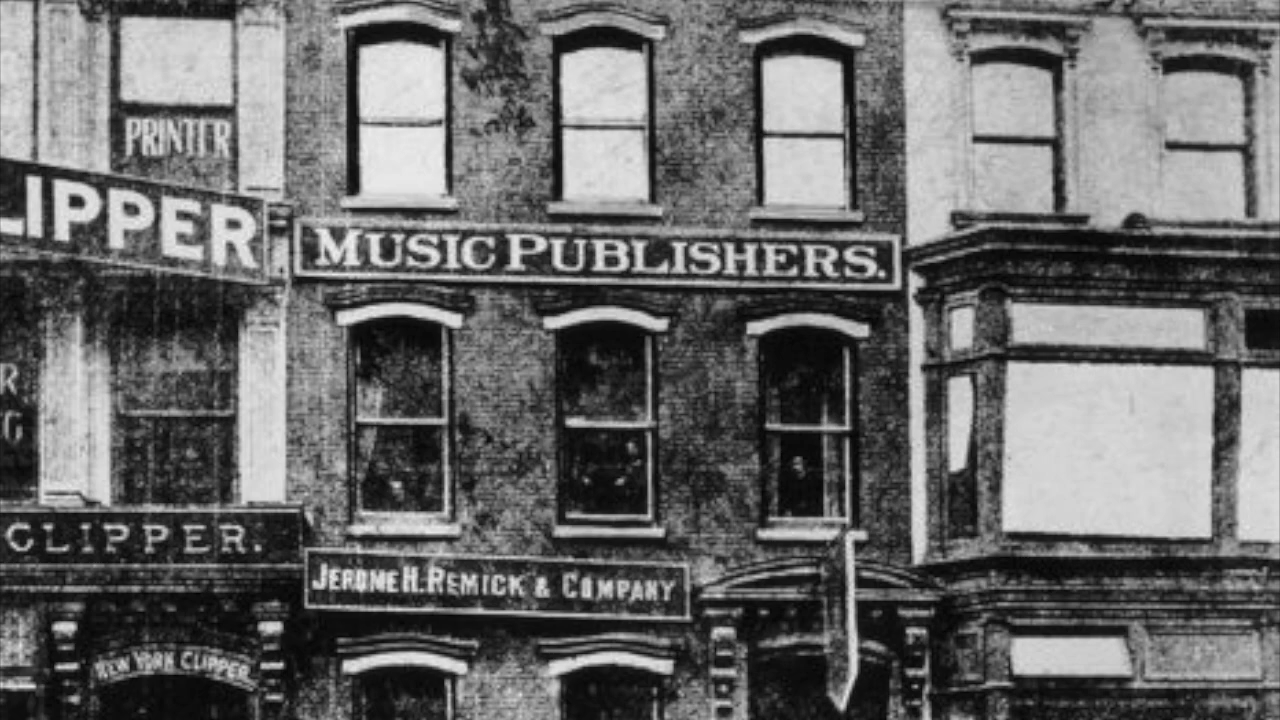 PRINTER
LIPPER
MUSIC PUBLISHERS.
R
G
CLIPPER.
JEROME H. REMICK & COMPANY
NEW YORK CLIPPER